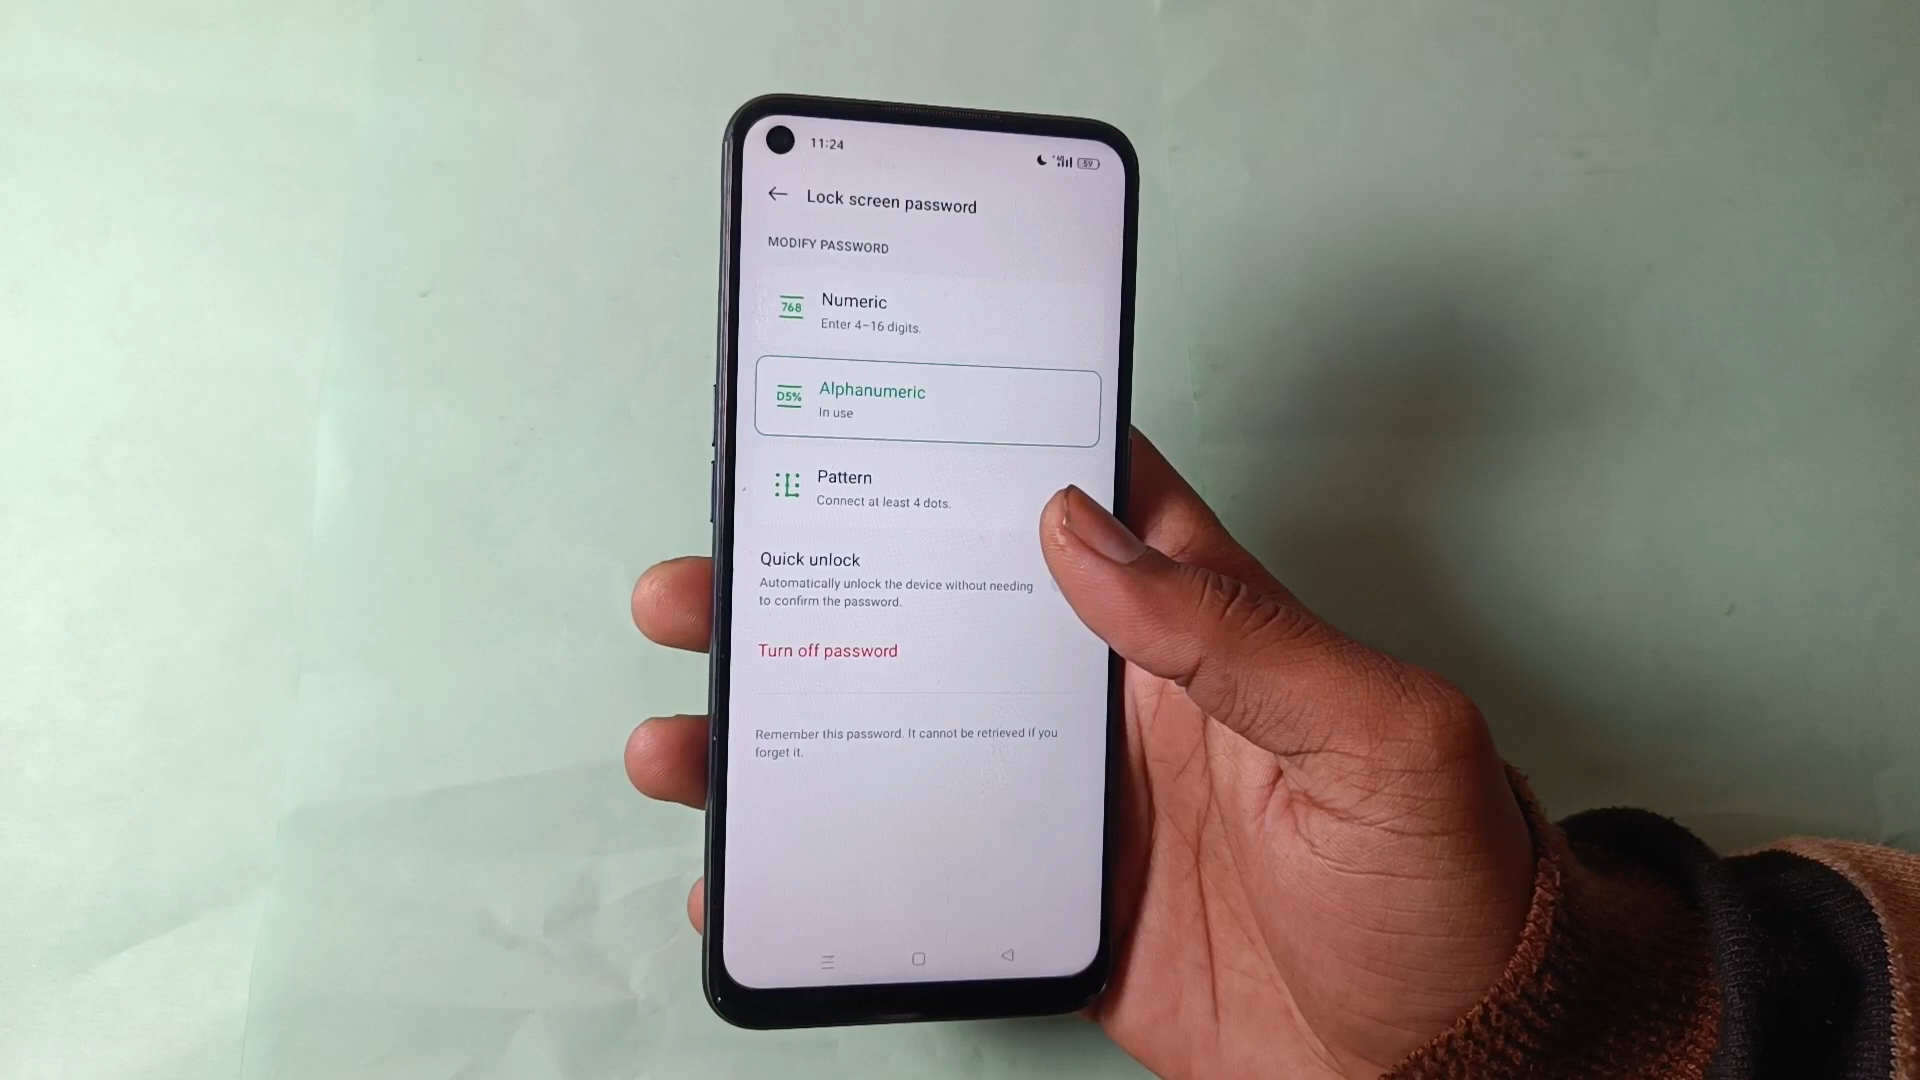 11:24
59
Lock screen password
MODIFY PASSWORD
768
Numeric
Enter 4–16 digits.
D5%
Alphanumeric
In use
Pattern
Connect at least 4 dots.
Quick unlock
Automatically unlock the device without needing
to confirm the password.
Turn off password
Remember this password. It cannot be retrieved if you
forget it.